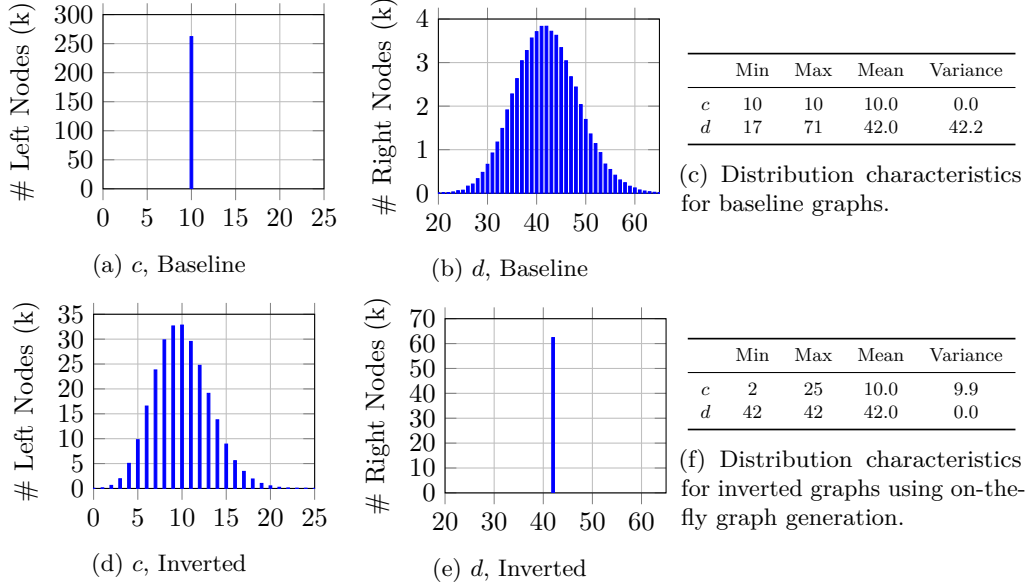 # Left Nodes (k)
300
250
200
150
100
50
0
0 5 10 15 20 25
(a) c, Baseline
# Right Nodes (k)
4
3
2
1
0
20 30 40 50 60
(b) d, Baseline
Min Max Mean Variance
c 10 10 10.0 0.0
d 17 71 42.0 42.2
(c) Distribution characteristics
for baseline graphs.
# Left Nodes (k)
35
30
25
20
15
10
5
0
0 5 10 15 20 25
(d) c, Inverted
# Right Nodes (k)
70
60
50
40
30
20
10
0
20 30 40 50 60
(e) d, Inverted
Min Max Mean Variance
c 2 25 10.0 9.9
d 42 42 42.0 0.0
(f) Distribution characteristics
for inverted graphs using on-the-
fly graph generation.